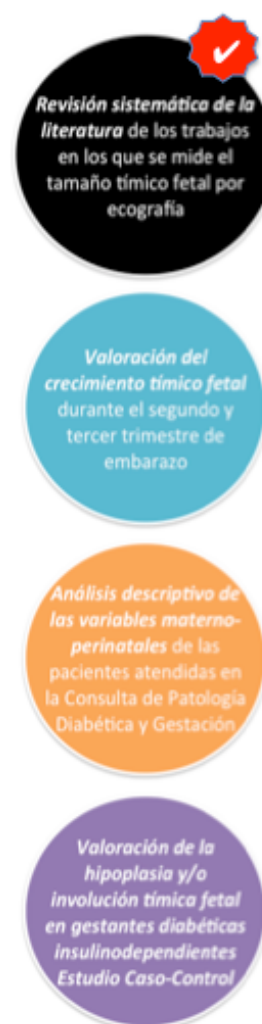 Revisión sistemática de la
literatura de los trabajos
en los que se mide el
tamaño tímico fetal por
ecografía
Valoración del
crecimiento tímico fetal
durante el segundo y
tercer trimestre de
embarazo
Análisis descriptivo de
las variables materno-
perinatales de las
pacientes atendidas en
la Consulta de Patología
Diabética y Gestación
Valoración de la
hipoplasia y/o
involución tímica fetal
en gestantes diabéticas
insulinodependientes
Estudio Caso-Control